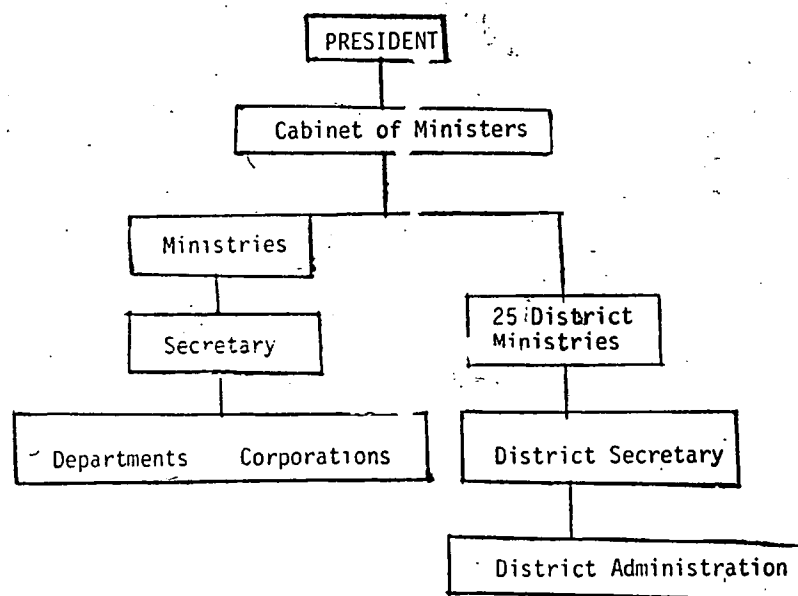 PRESIDENT
Cabinet of Ministers
Ministries
Secretary
Departments Corporations
25 District
Ministries
District Secretary
District Administration